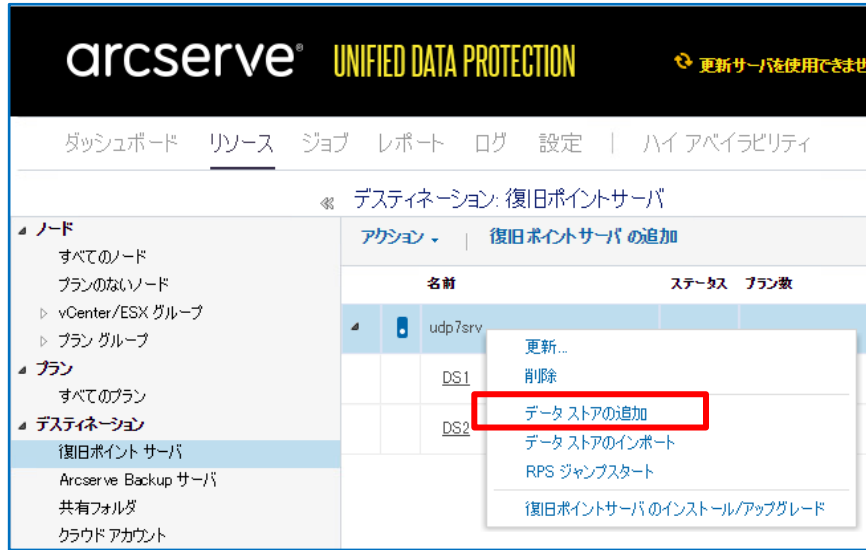 arcserve® UNIFIED DATA PROTECTION
更新サーバを使用できませ
ダッシュボード リソース ジョブ レポート ログ 設定 | ハイ アベイラビリティ
デスティネーション: 復旧ポイントサーバ
ノード
すべてのノード
プランのないノード
vCenter/ESX グループ
プラン グループ
プラン
すべてのプラン
デスティネーション
復旧ポイント サーバ
Arcserve Backup サーバ
共有フォルダ
クラウド アカウント
アクション | 復旧ポイントサーバ の追加
名前 ステータス プラン数
udp7srv
DS1
DS2
更新...
削除
データ ストアの追加
データ ストアのインポート
RPS ジャンプスタート
復旧ポイントサーバ のインストール/アップグレード